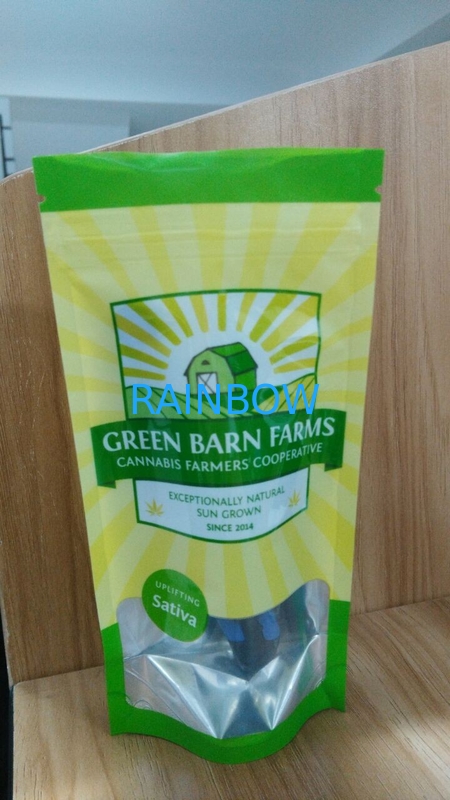 RAINBOW
GREEN BARN FARMS
CANNABIS FARMERS COOPERATIVE
EXCEPTIONALLY NATURAL
SUN GROWN
SINCE 2014
UPLIFTING
Sativa